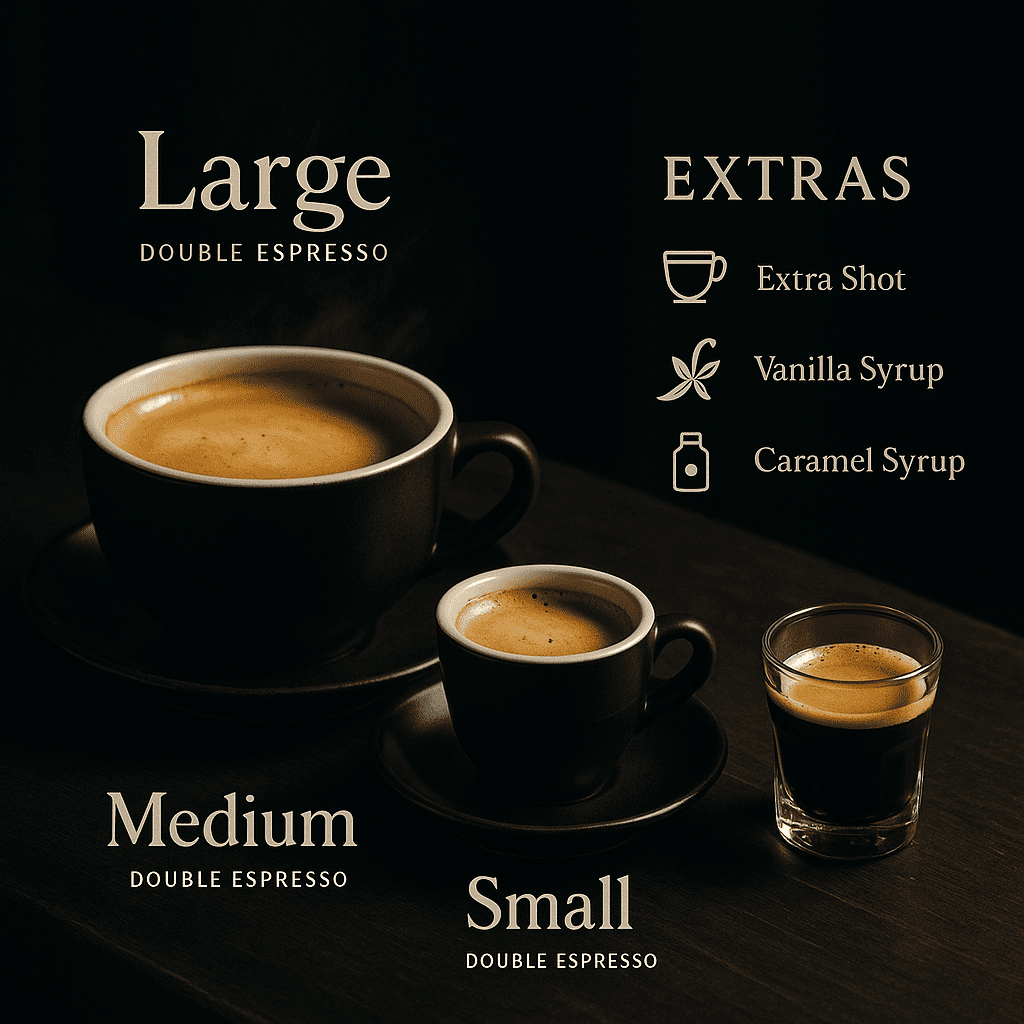 Large
DOUBLE ESPRESSO
EXTRAS
Extra Shot
Vanilla Syrup
Caramel Syrup
Medium
DOUBLE ESPRESSO
Small
DOUBLE ESPRESSO